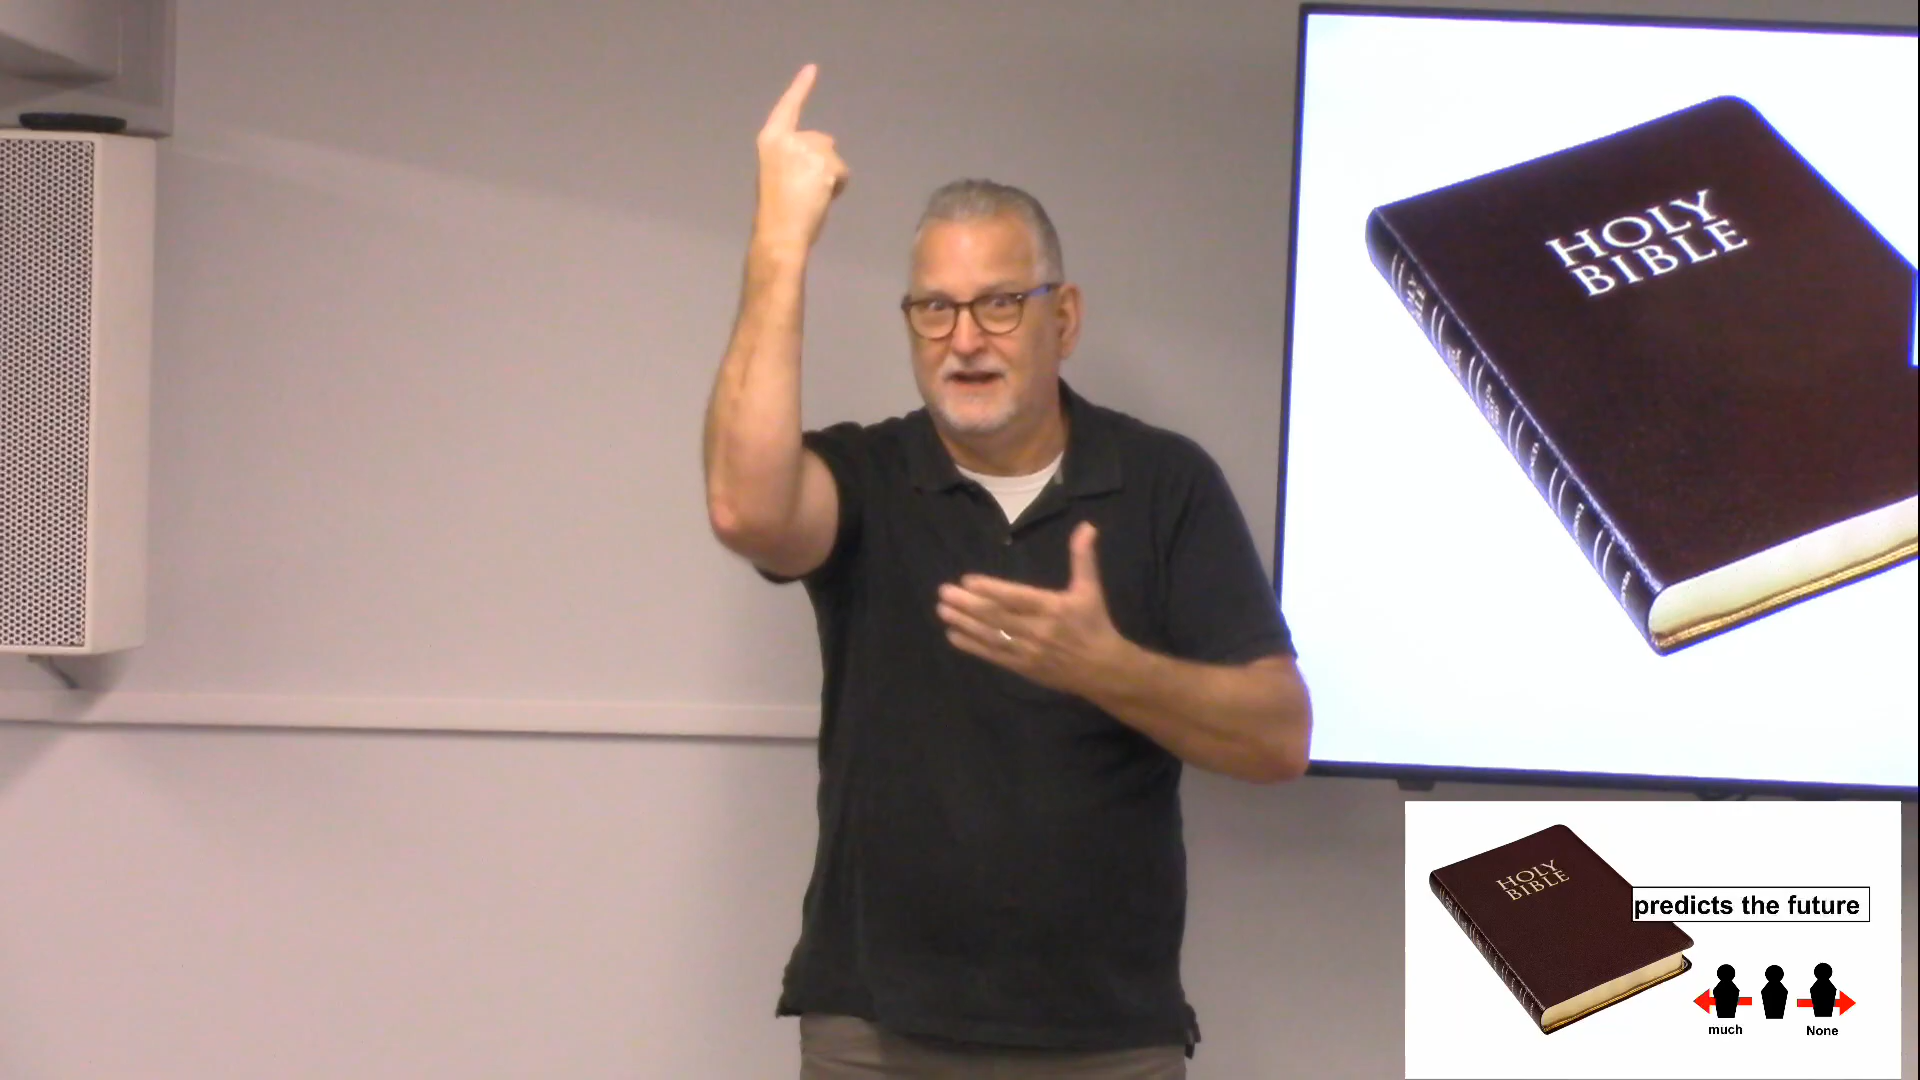 HOLY
BIBLE
HOLY
BIBLE
predicts the future
much
None